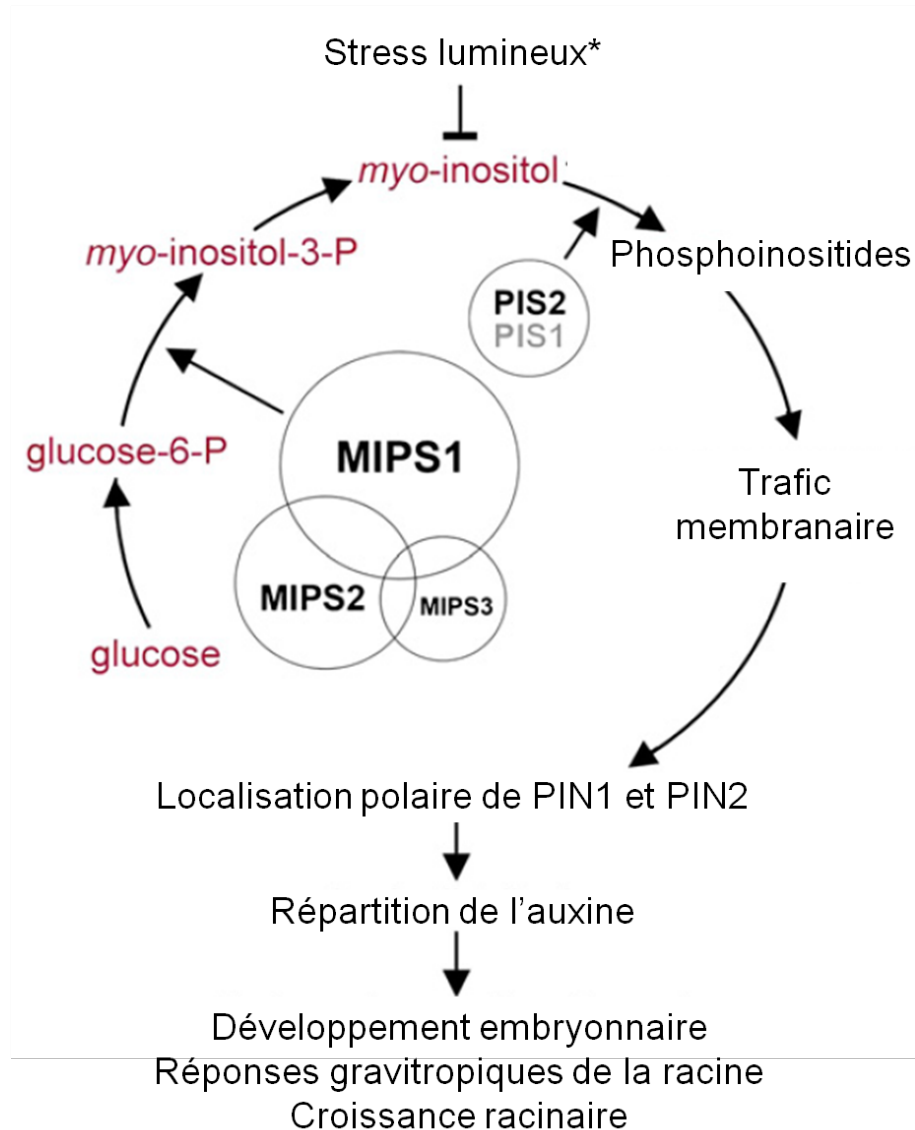 Stress lumineux*
myo-inositol
myo-inositol-3-P
Phosphoinositides
PIS2
PIS1
MIPS1
glucose-6-P
Trafic
membranaire
MIPS2
MIPS3
glucose
Localisation polaire de PIN1 et PIN2
Répartition de l’auxine
Développement embryonnaire
Réponses gravitropiques de la racine
Croissance racinaire